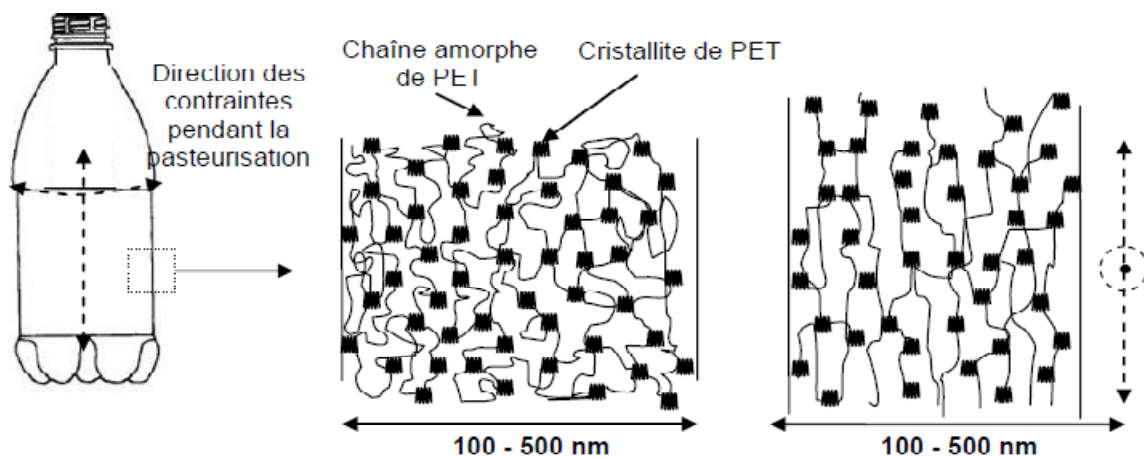 Direction des
contraintes
pendant la
pasteurisation
Chaîne amorphe
de PET
Cristallite de PET
100 - 500 nm
100 - 500 nm